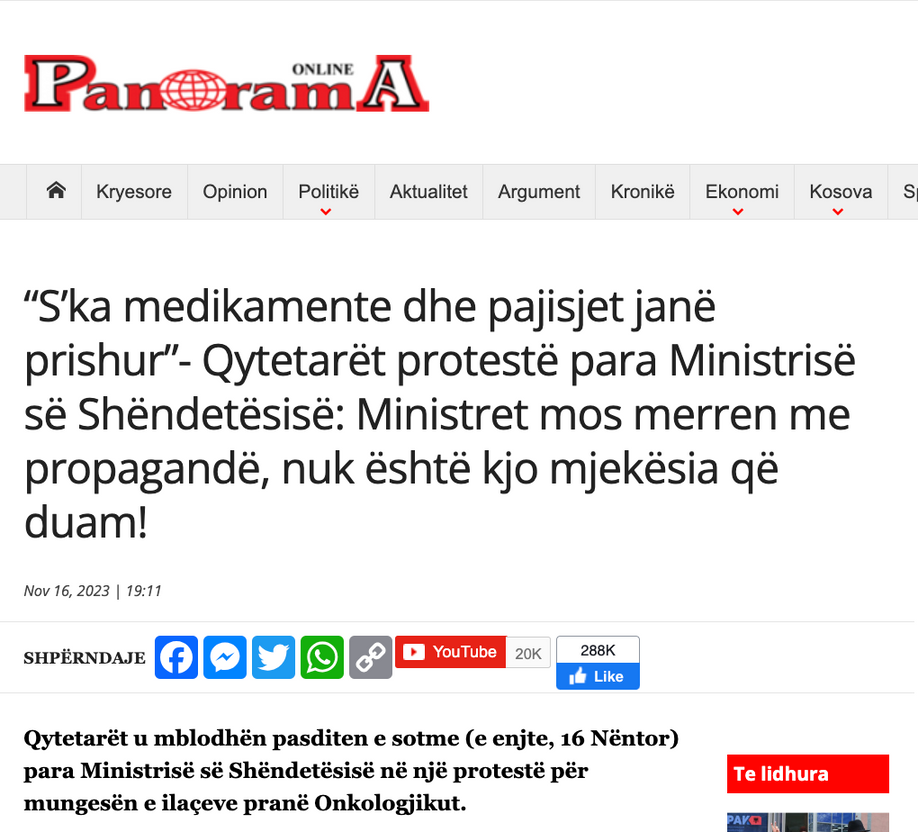 PanoramA ONLINE
Kryesore Opinion Politikë Aktualitet Argument Kronikë Ekonomi Kosova
“S’ka medikamente dhe pajisjet janë
prishur”- Qytetarët protestë para Ministrisë
së Shëndetësisë: Ministret mos merren me
propagandë, nuk është kjo mjekësia që
duam!
Nov 16, 2023 | 19:11
SHPËRNDAJE YouTube 20K 288K
Like
Qytetarët u mblodhën pasditen e sotme (e enjte, 16 Nëntor)
para Ministrisë së Shëndetësisë në një protestë për
mungesën e ilaçeve pranë Onkologjikut.
Te lidhura